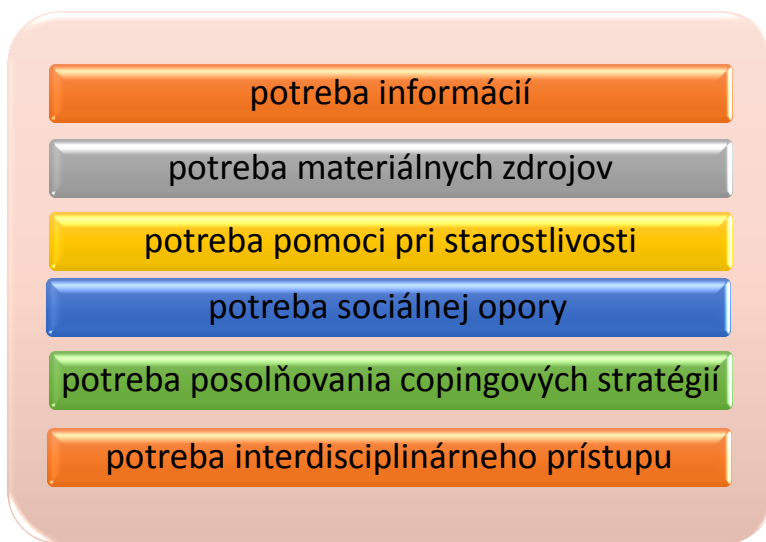 potreba informácií
potreba materiálnych zdrojov
potreba pomoci pri starostlivosti
potreba sociálnej opory
potreba posolňovania copingových stratégií
potreba interdisciplinárneho prístupu